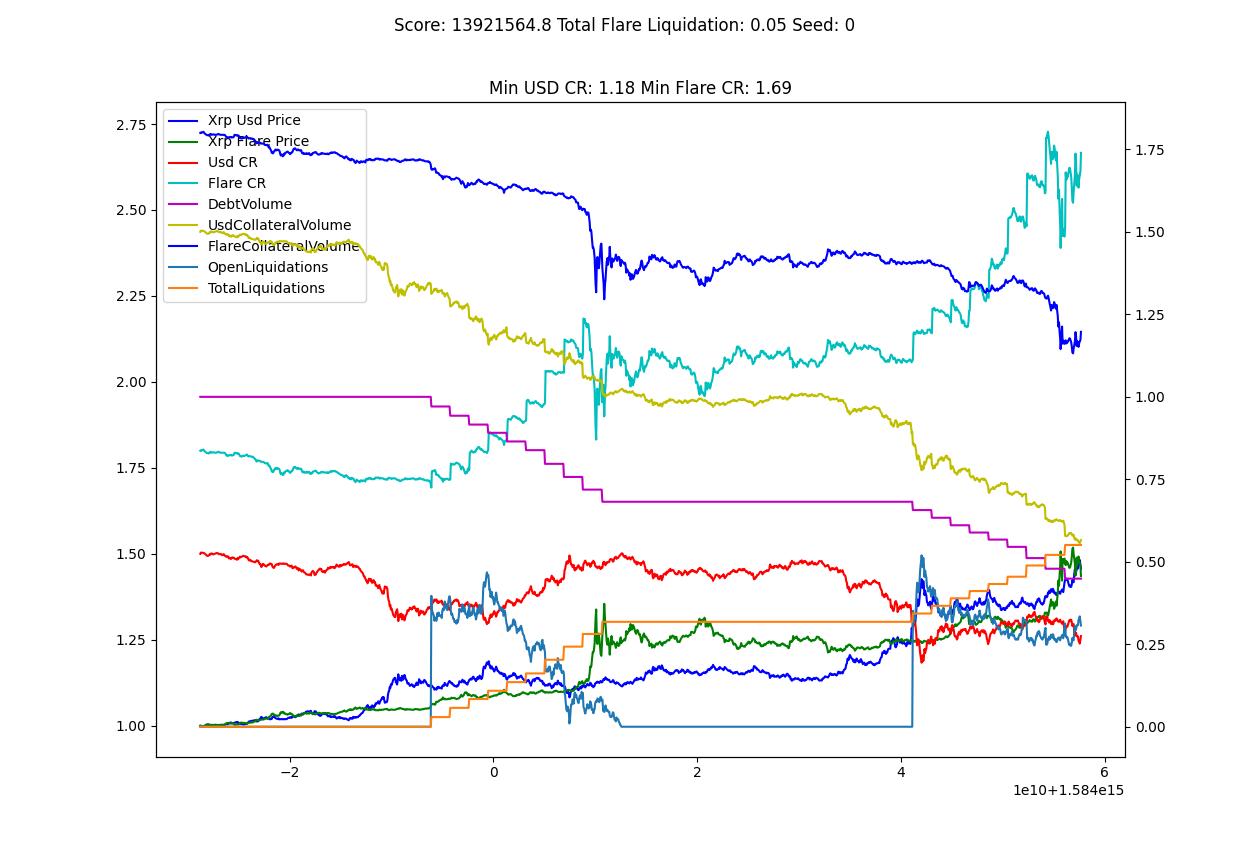 Score: 13921564.8 Total Flare Liquidation: 0.05 Seed: 0
Min USD CR: 1.18 Min Flare CR: 1.69
Xrp Usd Price
Xrp Flare Price
Usd CR
Flare CR
DebtVolume
UsdCollateralVolume
FlareCollateralVolume
OpenLiquidations
TotalLiquidations
2.75
2.50
2.25
2.00
1.75
1.50
1.25
1.00
1.75
1.50
1.25
1.00
0.75
0.50
0.25
0.00
−2
0
2
4
6
1e10+1.584e15